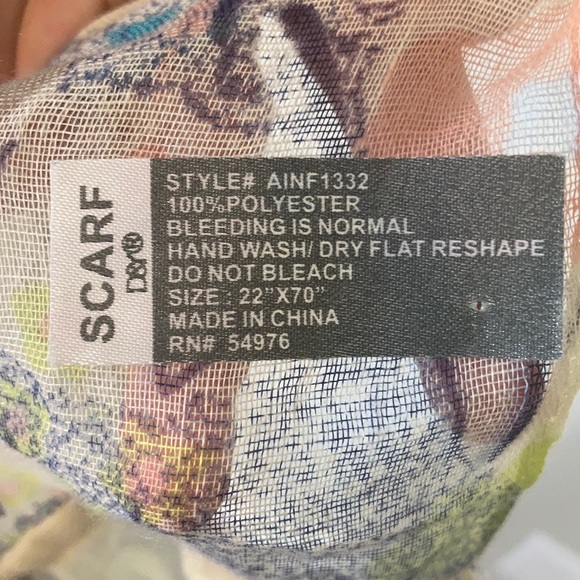 SCARF
D&Y®
STYLE# AINF1332
100%POLYESTER
BLEEDING IS NORMAL
HAND WASH/ DRY FLAT RESHAPE
DO NOT BLEACH
SIZE : 22"X70"
MADE IN CHINA
RN# 54976